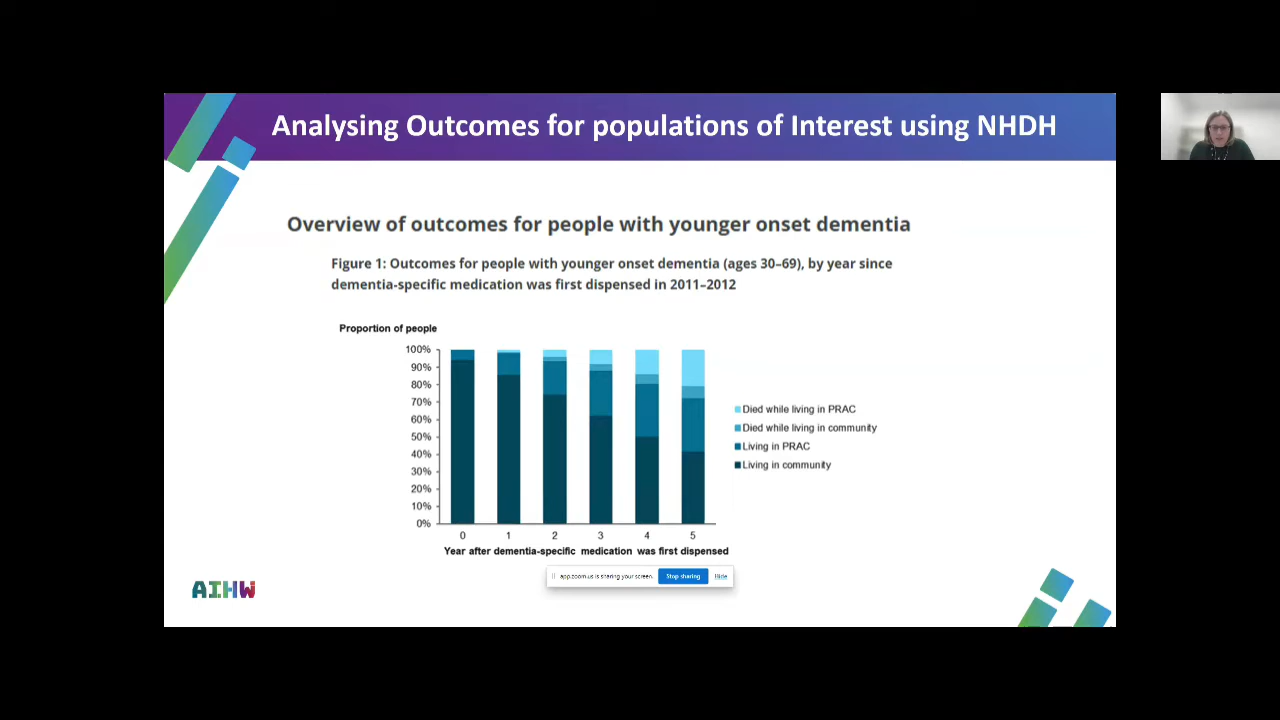 Analysing Outcomes for populations of Interest using NHDH
Overview of outcomes for people with younger onset dementia
Figure 1: Outcomes for people with younger onset dementia (ages 30–69), by year since
dementia-specific medication was first dispensed in 2011–2012
Proportion of people
100%
90%
80%
70%
60%
50%
40%
30%
20%
10%
0%
0 1 2 3 4 5
Year after dementia-specific medication was first dispensed
Died while living in PRAC
Died while living in community
Living in PRAC
Living in community
app.zoom.us is sharing your screen. Stop sharing Hide
AIHW